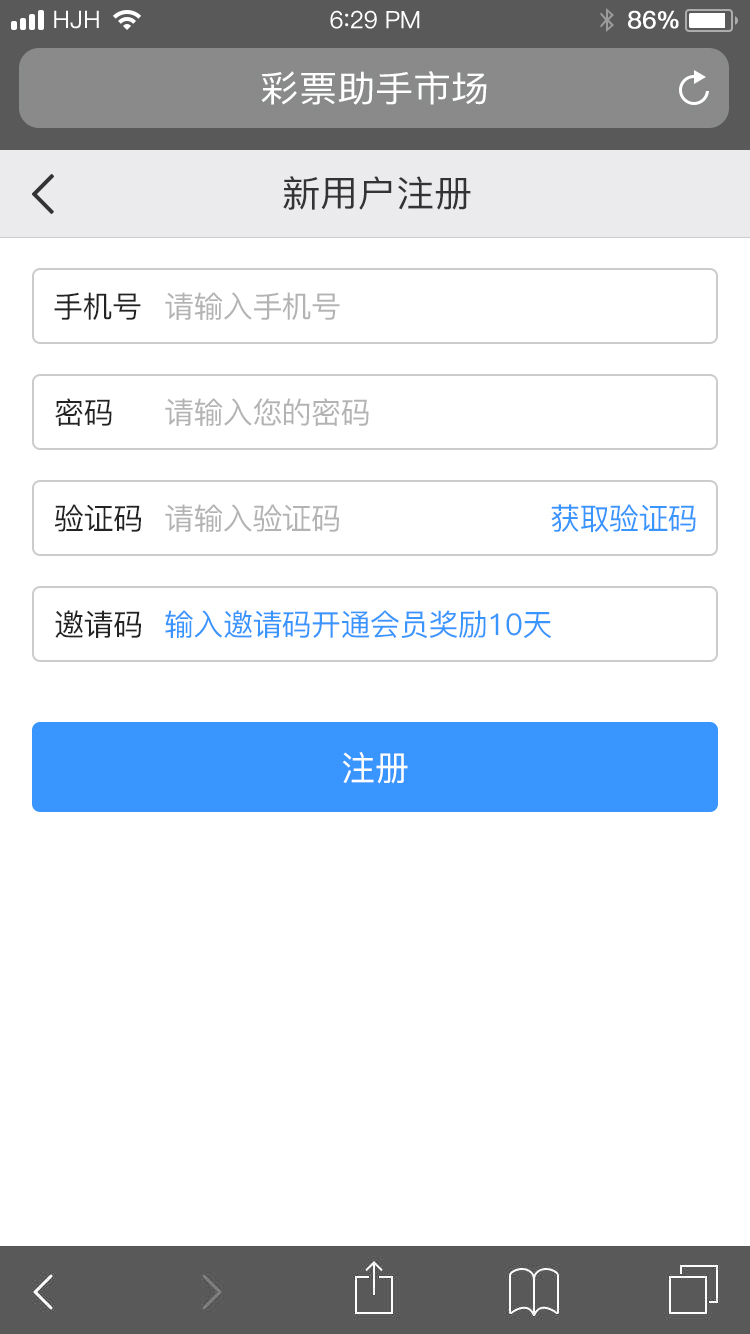 HJH 6:29 PM 86%
彩票助手市场
新用户注册
手机号 请输入手机号
密码 请输入您的密码
验证码 请输入验证码 获取验证码
邀请码 输入邀请码开通会员奖励10天
注册